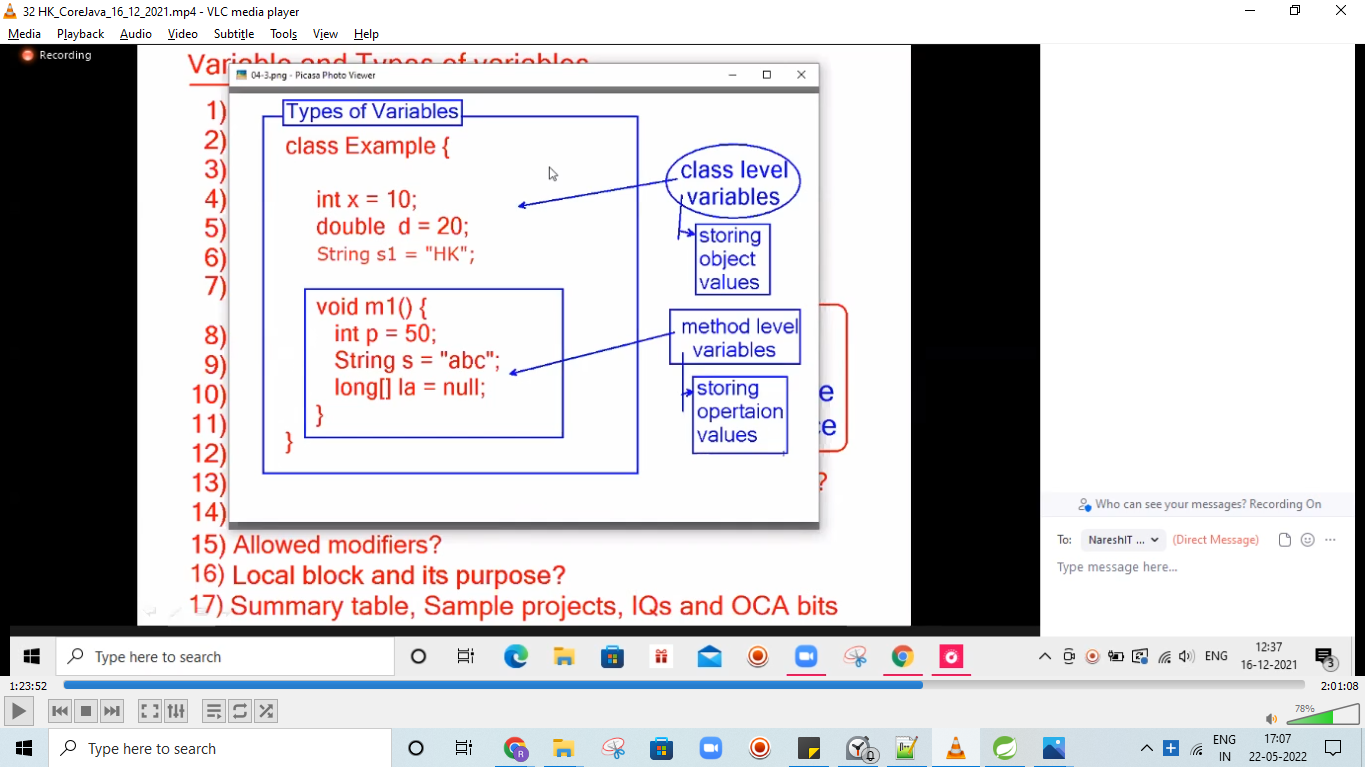 32 HK_CoreJava_16_12_2021.mp4 - VLC media player
Media Playback Audio Video Subtitle Tools View Help
Recording
Variable and Types of variables
04-3.png - Picasa Photo Viewer
1)
2)
3)
4)
5)
6)
7)
8)
9)
10)
11)
12)
13)
14)
Types of Variables
class Example {
int x = 10;
double d = 20;
String s1 = "HK";
void m1() {
int p = 50;
String s = "abc";
long[] la = null;
}
}
class level
variables
storing
object
values
method level
variables
storing
opertaion
values
e
ce
?
15) Allowed modifiers?
16) Local block and its purpose?
17) Summary table, Sample projects, IQs and OCA bits
Who can see your messages? Recording On
To: NareshIT ... (Direct Message)
Type message here...
Type here to search
ENG
12:37
16-12-2021
3
1:23:52
2:01:08
78%
Type here to search
R
ENG
IN
17:07
22-05-2022